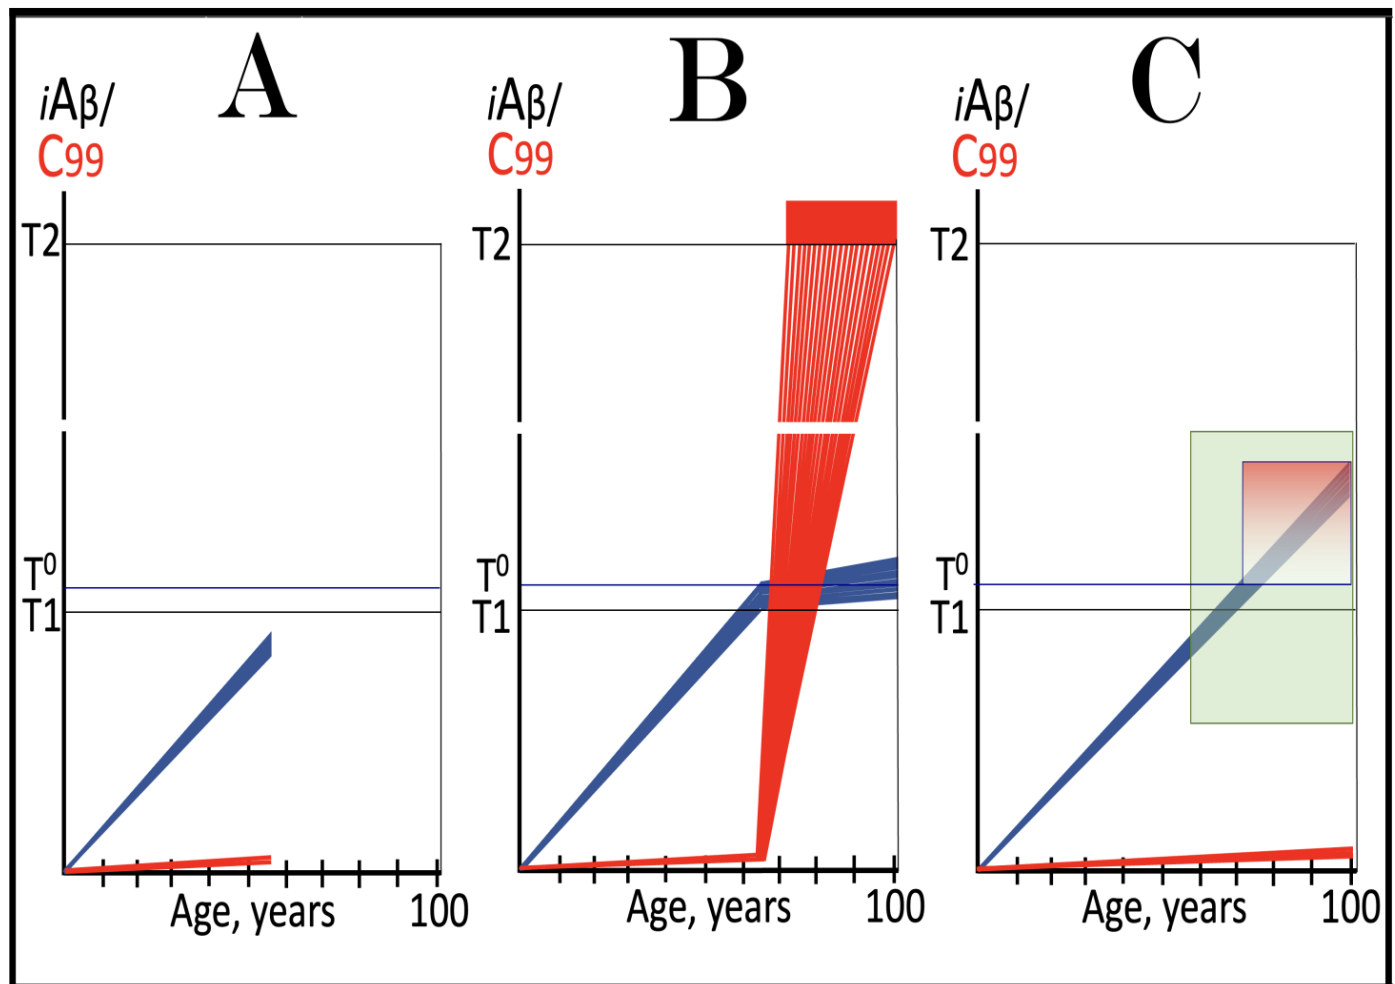 A
iAβ/
C99
T2
T⁰
T1
Age, years
100
B
iAβ/
C99
T2
T⁰
T1
Age, years
100
C
iAβ/
C99
T2
T⁰
T1
Age, years
100